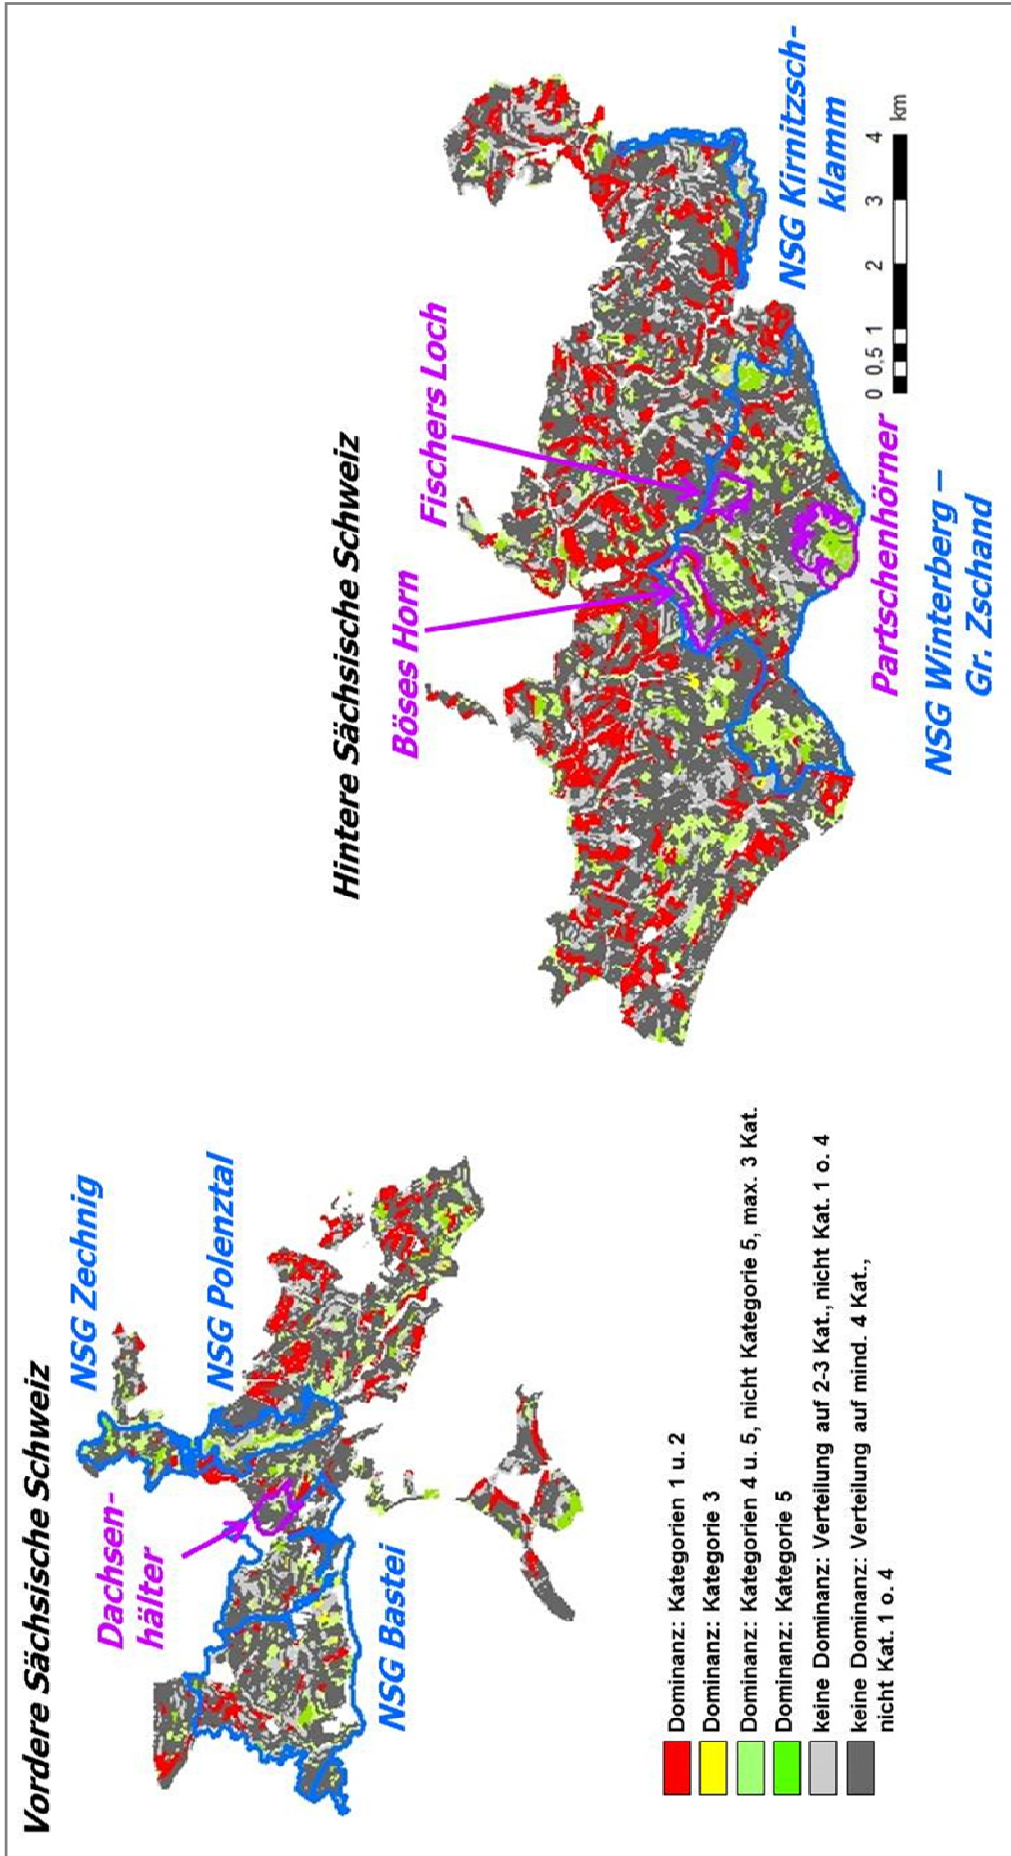 Vordere Sächsische Schweiz
NSG Zechnig
Dachsen-
hälter
NSG Polenztal
NSG Bastei
Hintere Sächsische Schweiz
Böses Horn
Fischers Loch
NSG Kirnitzsch-
klamm
Partschenhörner
NSG Winterberg –
Gr. Zschand
0 0,5 1 2 3 4 km
Dominanz: Kategorien 1 u. 2
Dominanz: Kategorie 3
Dominanz: Kategorien 4 u. 5, nicht Kategorie 5, max. 3 Kat.
Dominanz: Kategorie 5
keine Dominanz: Verteilung auf 2-3 Kat., nicht Kat. 1 o. 4
keine Dominanz: Verteilung auf mind. 4 Kat.,
nicht Kat. 1 o. 4